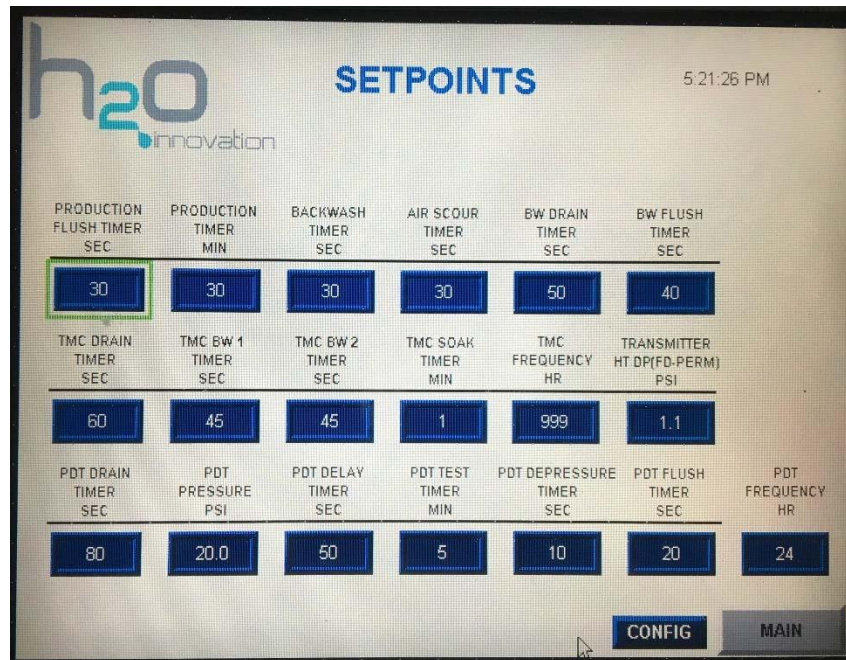 h2O
innovation
SETPOINTS
5:21:26 PM
PRODUCTION
FLUSH TIMER
SEC
PRODUCTION
TIMER
MIN
BACKWASH
TIMER
SEC
AIR SCOUR
TIMER
SEC
BW DRAIN
TIMER
SEC
BW FLUSH
TIMER
SEC
30
30
30
30
50
40
TMC DRAIN
TIMER
SEC
TMC BW 1
TIMER
SEC
TMC BW 2
TIMER
SEC
TMC SOAK
TIMER
MIN
TMC
FREQUENCY
HR
TRANSMITTER
HT DP(FD-PERM)
PSI
60
45
45
1
999
1.1
PDT DRAIN
TIMER
SEC
PDT
PRESSURE
PSI
PDT DELAY
TIMER
SEC
PDT TEST
TIMER
MIN
PDT DEPRESSURE
TIMER
SEC
PDT FLUSH
TIMER
SEC
PDT
FREQUENCY
HR
80
20.0
50
5
10
20
24
CONFIG
MAIN